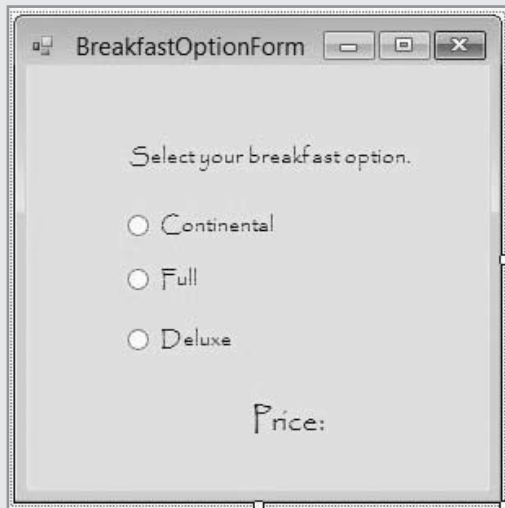 BreakfastOptionForm
Select your breakfast option.
Continental
Full
Deluxe
Price: